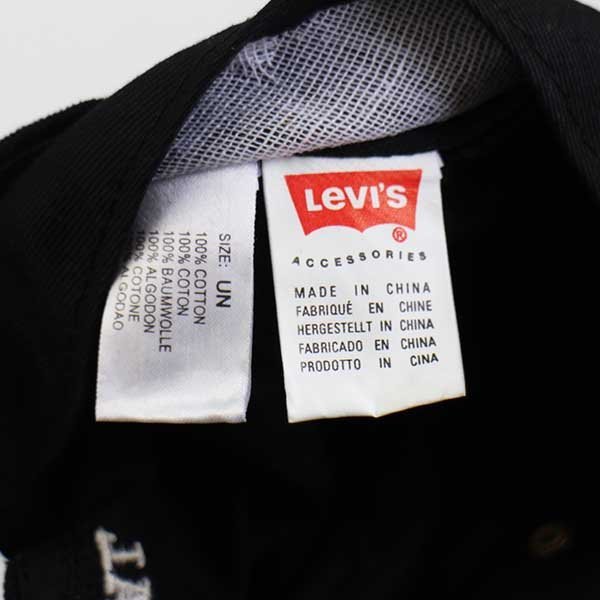 SIZE: UN
100% COTTON
100% COTON
100% BAUMWOLLE
100% ALGODON
100% COTONE
ALGODAO
LEVI'S
®
ACCESSORIES
MADE IN CHINA
FABRIQUÉ EN CHINE
HERGESTELLT IN CHINA
FABRICADO EN CHINA
PRODOTTO IN CINA